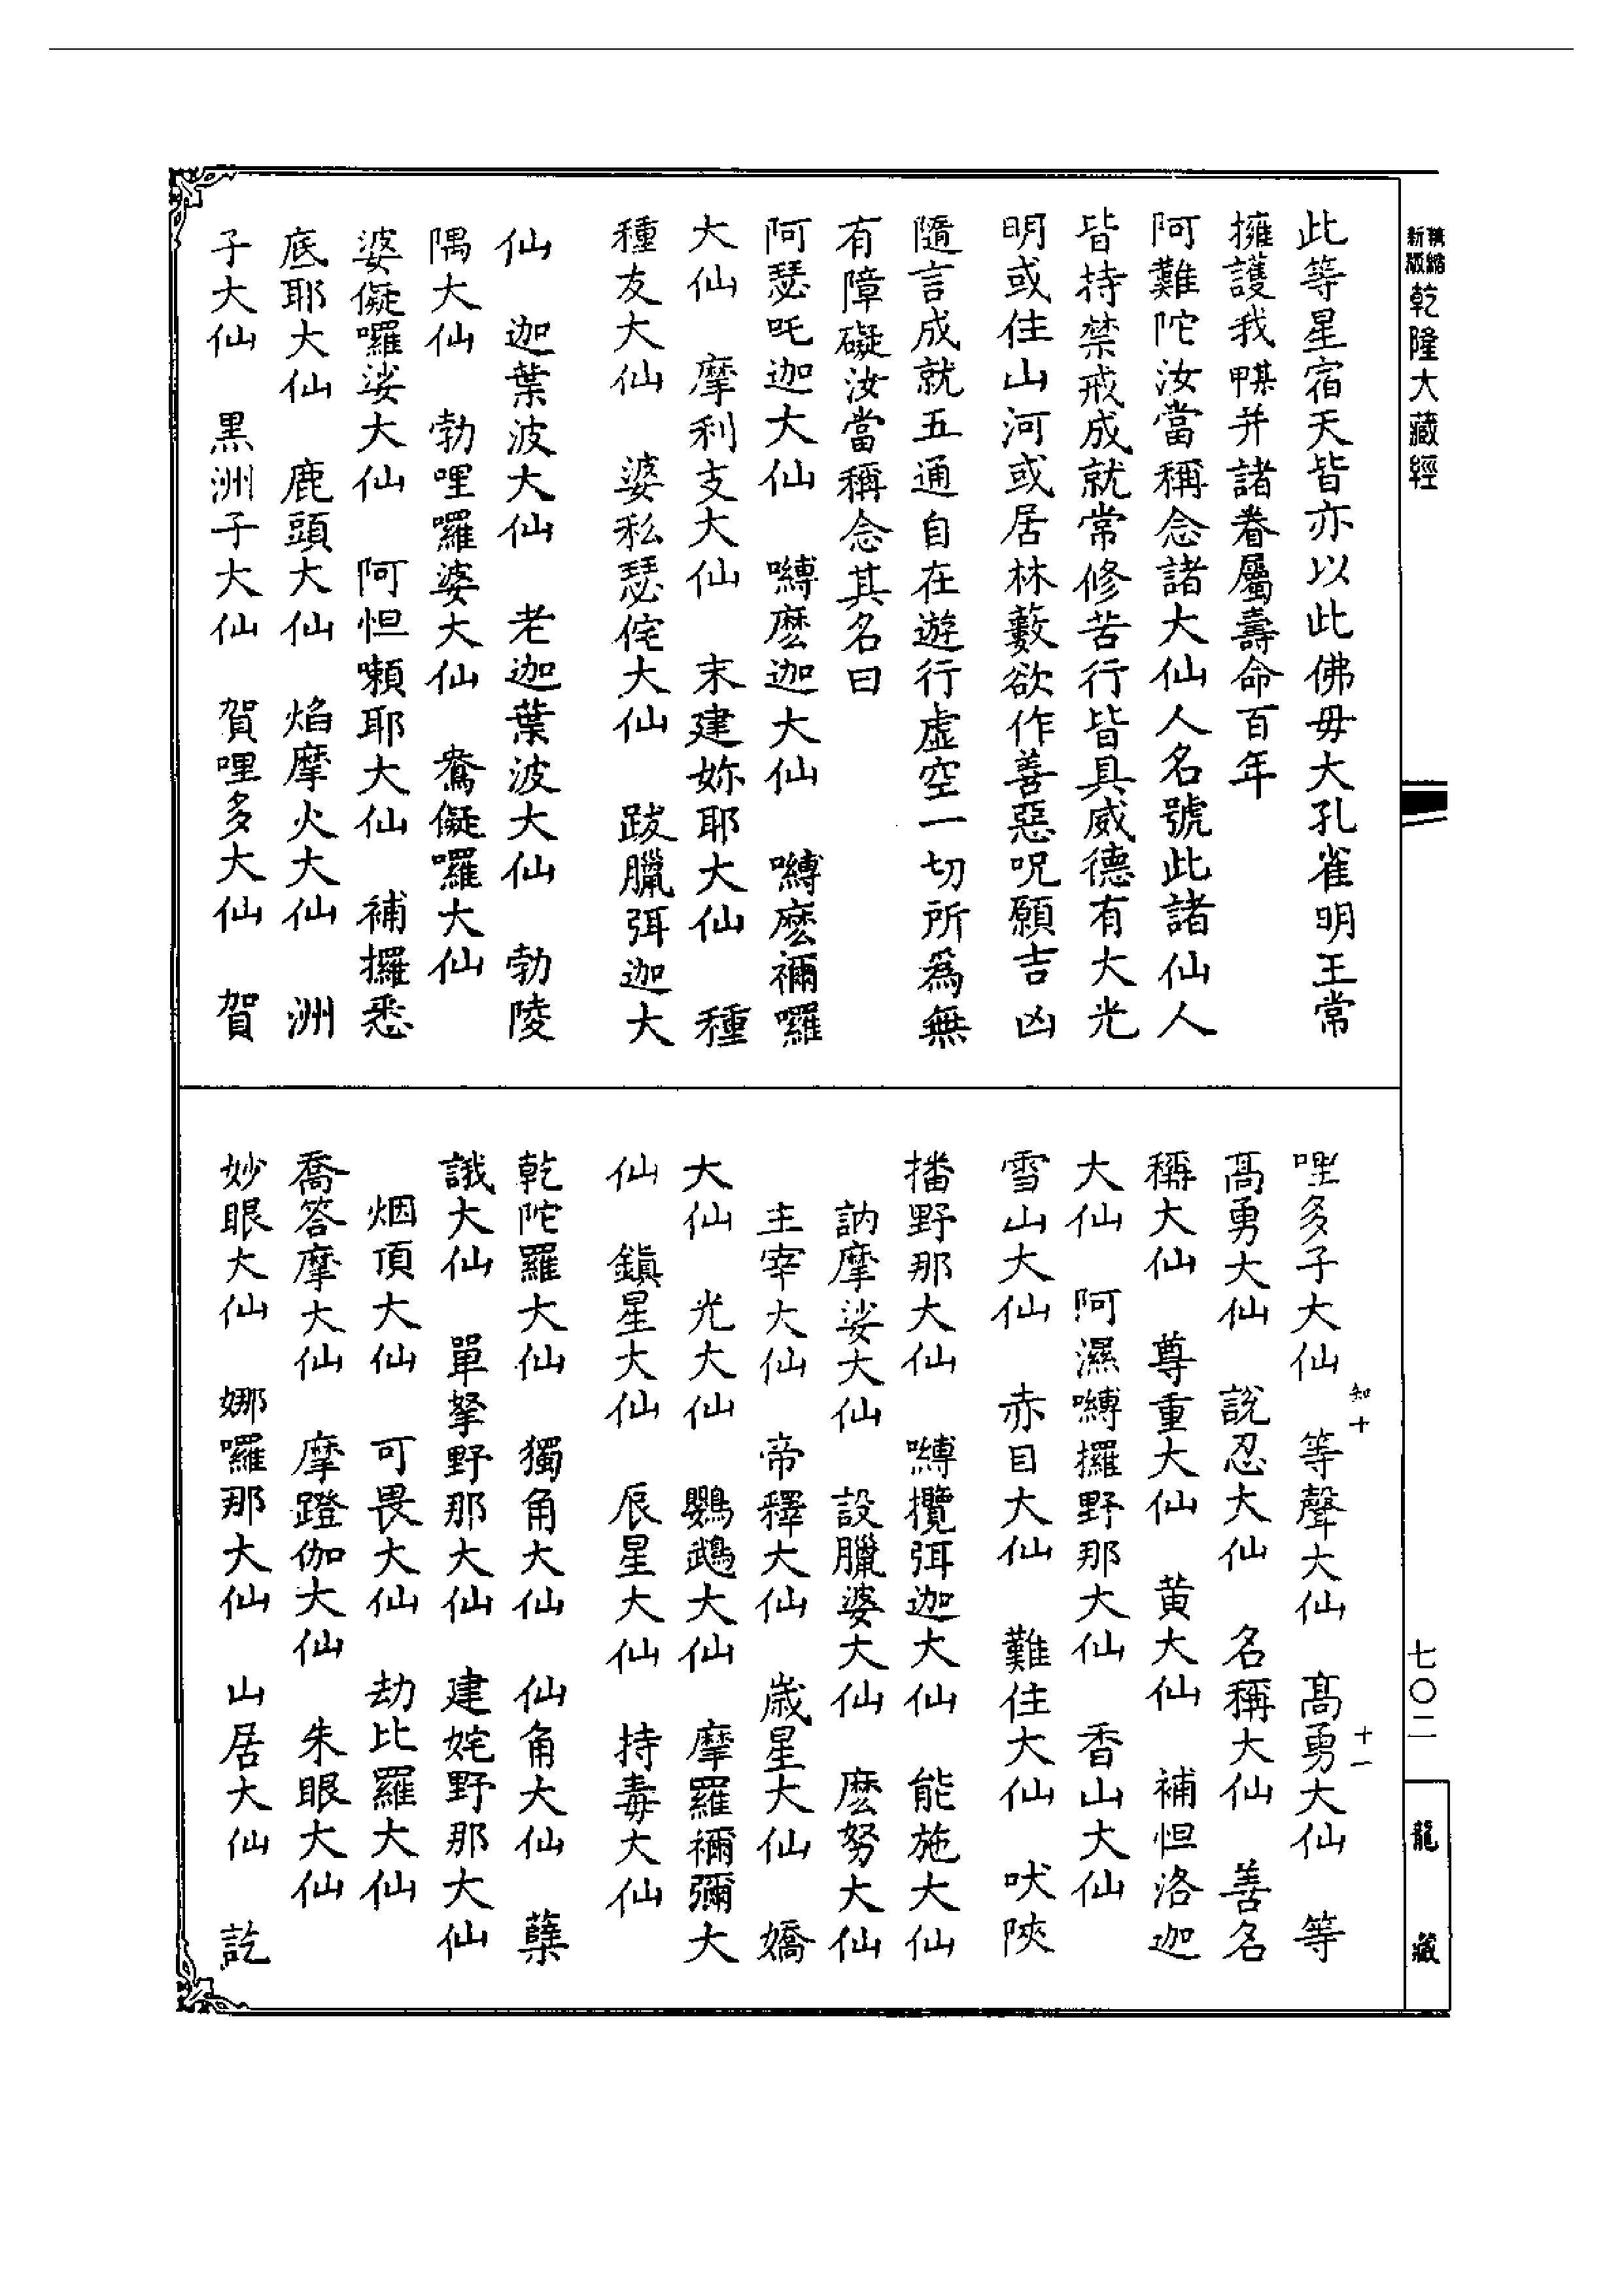 新版
乾隆大藏經
此等星宿天皆亦以此佛毋大孔雀明王常
擁護我某甲并諸眷屬壽命百年
阿難陀汝當稱念諸大仙人名號此諸仙人
皆持禁戒成就常修苦行皆具威德有大光
明或住山河或居林藪欲作善惡呪願吉凶
隨言成就五通自在遊行虛空一切所爲無
有障礙汝當稱念其名曰
阿瑟吒迦大仙　嚩麽迦大仙　嚩麽禰囉
大仙　摩利支大仙　末建妳耶大仙　種
種友大仙　婆私瑟侘大仙　跋臘弭迦大
仙　迦葉波大仙　老迦葉波大仙　勃陵
隅大仙　勃哩囉婆大仙　鴦儗囉大仙
婆儗囉娑大仙　阿怛嚩耶大仙　補攞悉
底耶大仙　鹿頭大仙　焰摩火大仙　洲
子大仙　黑洲子大仙　賀哩多大仙　賀
哩多子大仙　等聲大仙　髙勇大仙　等
髙勇大仙　說忍大仙　名稱大仙　善名
稱大仙　尊重大仙　黄大仙　補怛洛迦
大仙　阿濕嚩攞野那大仙　香山大仙
雪山大仙　赤目大仙　難住大仙　吠陜
播野那大仙　嚩攬弭迦大仙　能施大仙
訥摩娑大仙　設臘婆大仙　麽努大仙
主宰大仙　帝釋大仙　歲星大仙　嬌
大仙　光大仙　鸚鵡大仙　摩羅禰彌大
仙　鎭星大仙　辰星大仙　持毒大仙
乾陀羅大仙　獨角大仙　仙角大仙　蘖
誐大仙　單拏野那大仙　建姹野那大仙
烟頂大仙　可畏大仙　劫比羅大仙
喬答摩大仙　摩蹬伽大仙　朱眼大仙
妙眼大仙　娜囉那大仙　山居大仙　訖
知十
十一
七〇二
龍藏